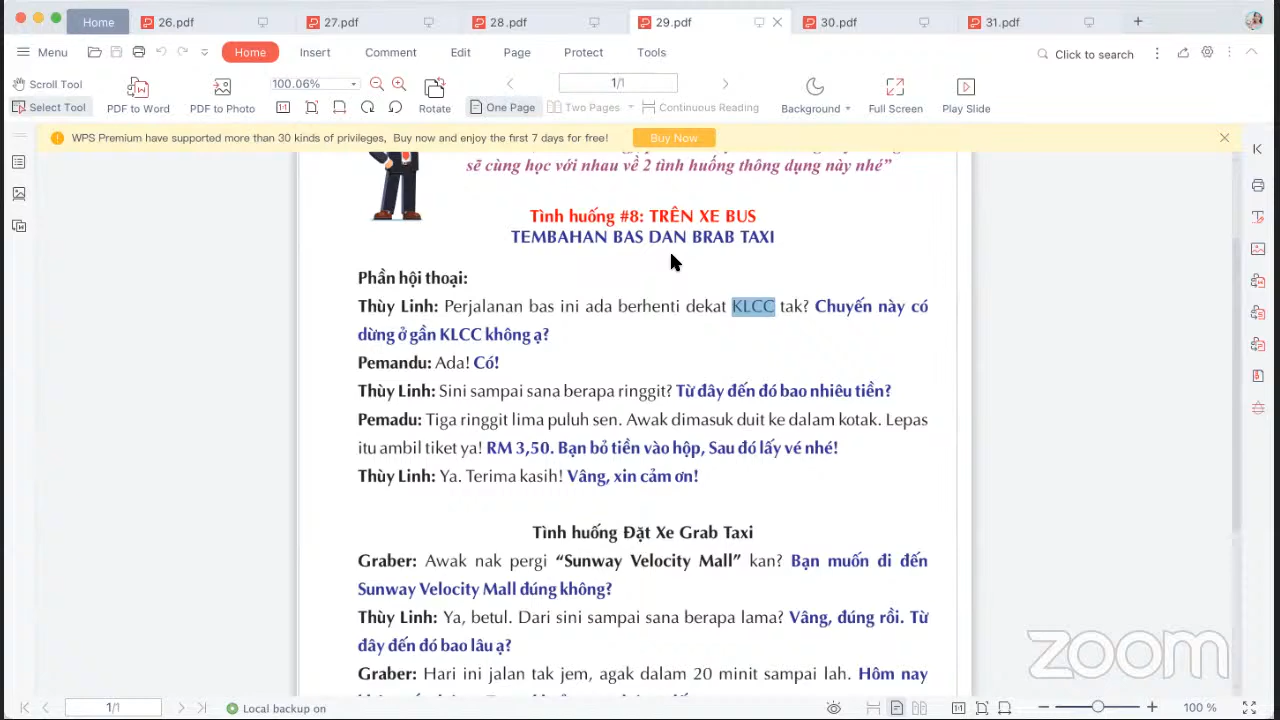 Home 26.pdf 27.pdf 28.pdf 29.pdf 30.pdf 31.pdf
Menu Home Insert Comment Edit Page Protect Tools Click to search
Scroll Tool
Select Tool
PDF to Word PDF to Photo 100.06% Rotate 1/1 One Page Two Pages Continuous Reading Background Full Screen Play Slide
WPS Premium have supported more than 30 kinds of privileges, Buy now and enjoy the first 7 days for free! Buy Now
sẽ cùng học với nhau về 2 tình huống thông dụng này nhé”
Tình huống #8: TRÊN XE BUS
TEMBAHAN BAS DAN BRAB TAXI
Phần hội thoại:
Thùy Linh: Perjalanan bas ini ada berhenti dekat KLCC tak? Chuyến này có
dừng ở gần KLCC không ạ?
Pemandu: Ada! Có!
Thùy Linh: Sini sampai sana berapa ringgit? Từ đây đến đó bao nhiêu tiền?
Pemadu: Tiga ringgit lima puluh sen. Awak dimasuk duit ke dalam kotak. Lepas
itu ambil tiket ya! RM 3,50. Bạn bỏ tiền vào hộp, Sau đó lấy vé nhé!
Thùy Linh: Ya. Terima kasih! Vâng, xin cảm ơn!
Tình huống Đặt Xe Grab Taxi
Graber: Awak nak pergi “Sunway Velocity Mall” kan? Bạn muốn đi đến
Sunway Velocity Mall đúng không?
Thùy Linh: Ya, betul. Dari sini sampai sana berapa lama? Vâng, đúng rồi. Từ
đây đến đó bao lâu ạ?
Graber: Hari ini jalan tak jem, agak dalam 20 minit sampai lah. Hôm nay
zoom
1/1 Local backup on 100 %